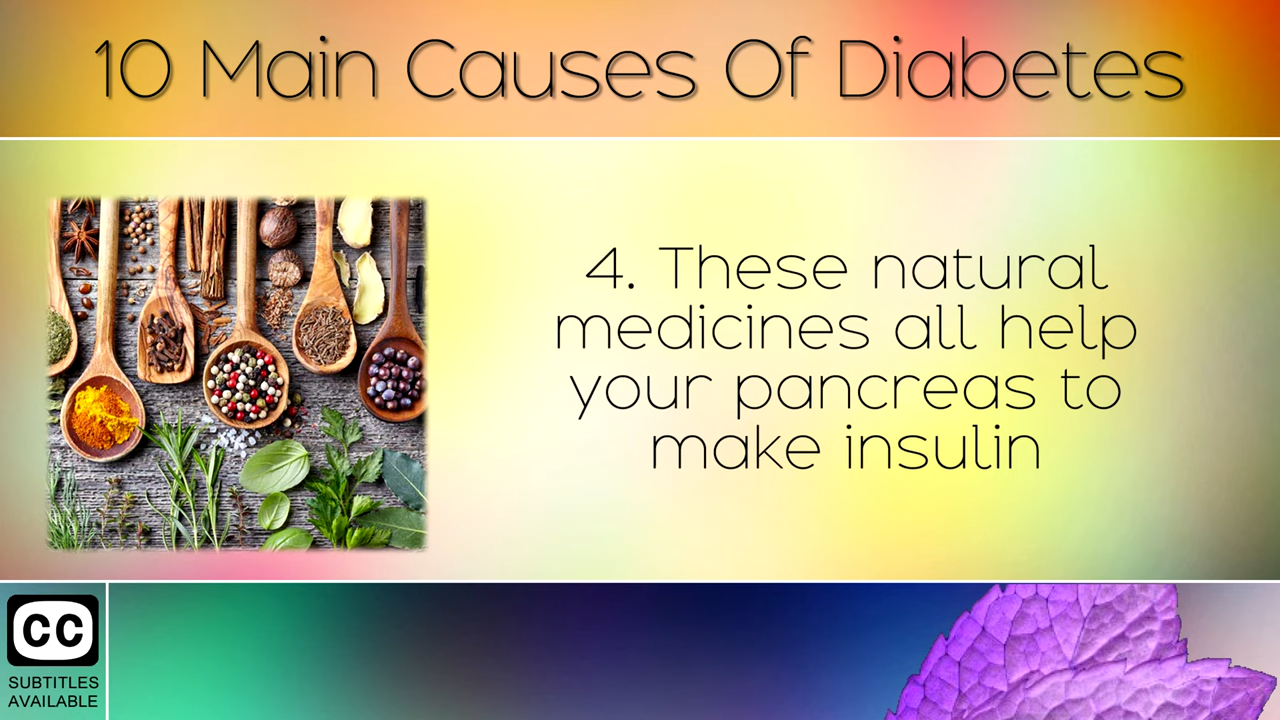 10 Main Causes Of Diabetes
4. These natural
medicines all help
your pancreas to
make insulin
CC
SUBTITLES
AVAILABLE